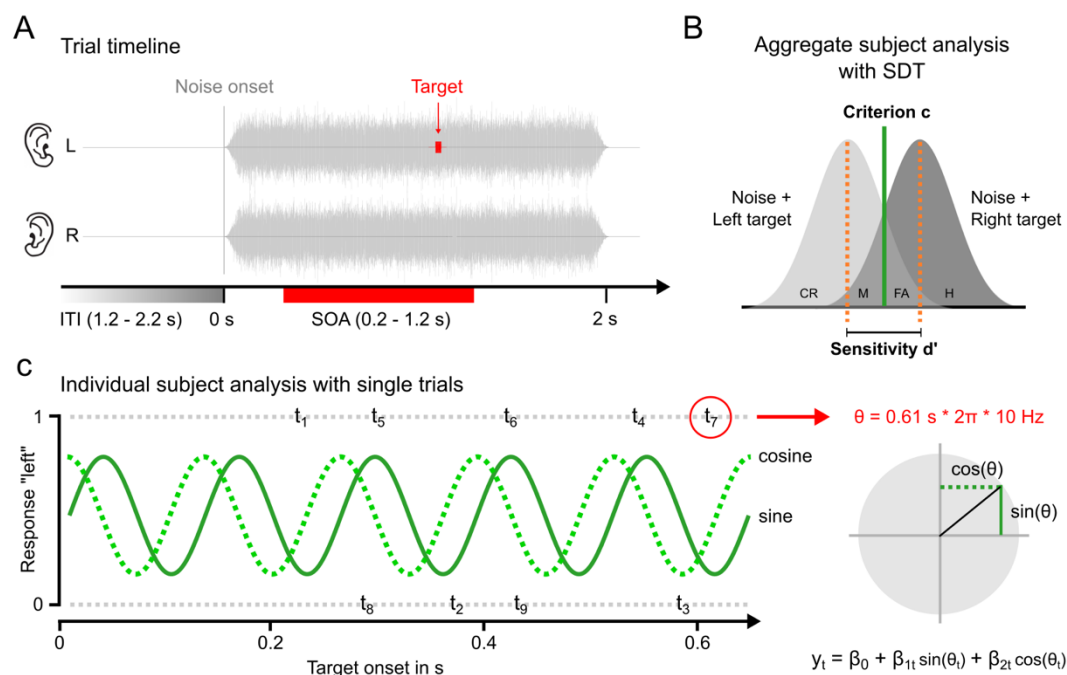 A
Trial timeline
Noise onset
Target
L
R
ITI (1.2 - 2.2 s)
0 s
SOA (0.2 - 1.2 s)
2 s
B
Aggregate subject analysis
with SDT
Criterion c
Noise +
Left target
Noise +
Right target
CR
M
FA
H
Sensitivity d'
c
Individual subject analysis with single trials
Response "left"
1
0
t₁
t₅
t₆
t₄
t₇
cosine
sine
t₈
t₂
t₉
t₃
0
0.2
0.4
0.6
Target onset in s
θ = 0.61 s * 2π * 10 Hz
cos(θ)
sin(θ)
yₜ = β₀ + β₁ₜ sin(θₜ) + β₂ₜ cos(θₜ)